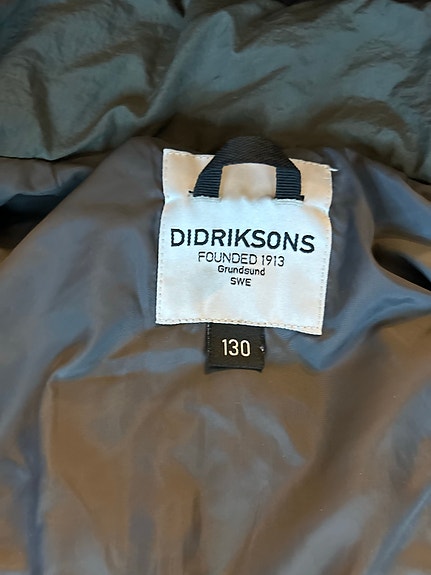 DIDRIKSONS
FOUNDED 1913
Grundsund
SWE
130